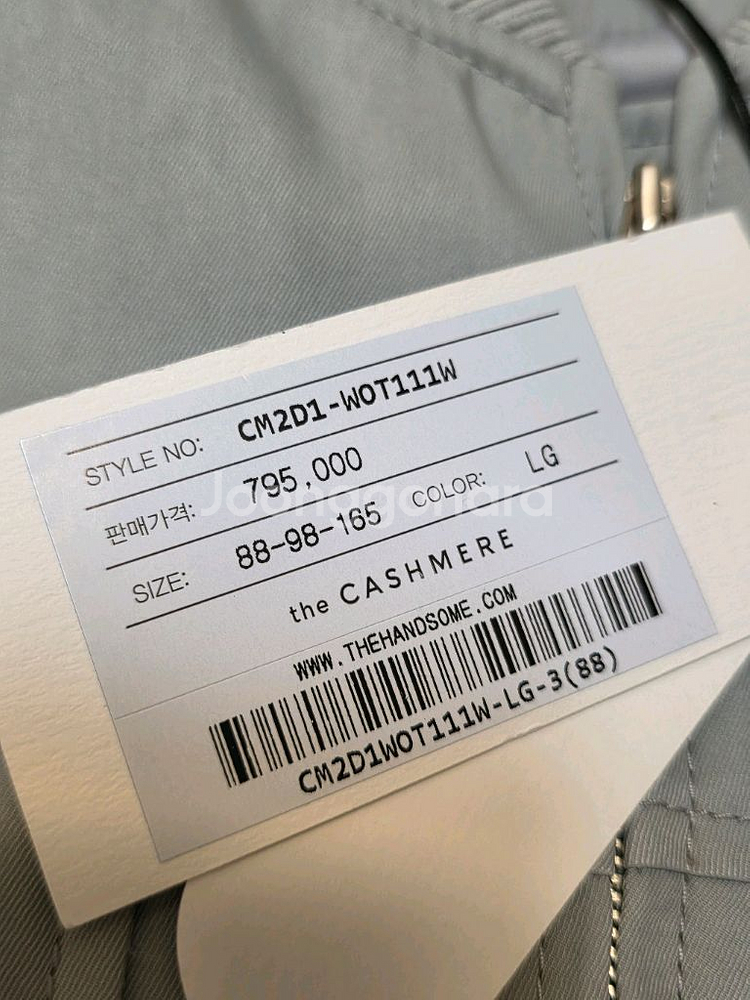 STYLE NO: CM2D1-WOT111W
판매가격: 795,000
SIZE: 88-98-165 COLOR: LG
the CASHMERE
WWW.THEHANDSOME.COM
CM2D1WOT111W-LG-3(88)
Joonagonara